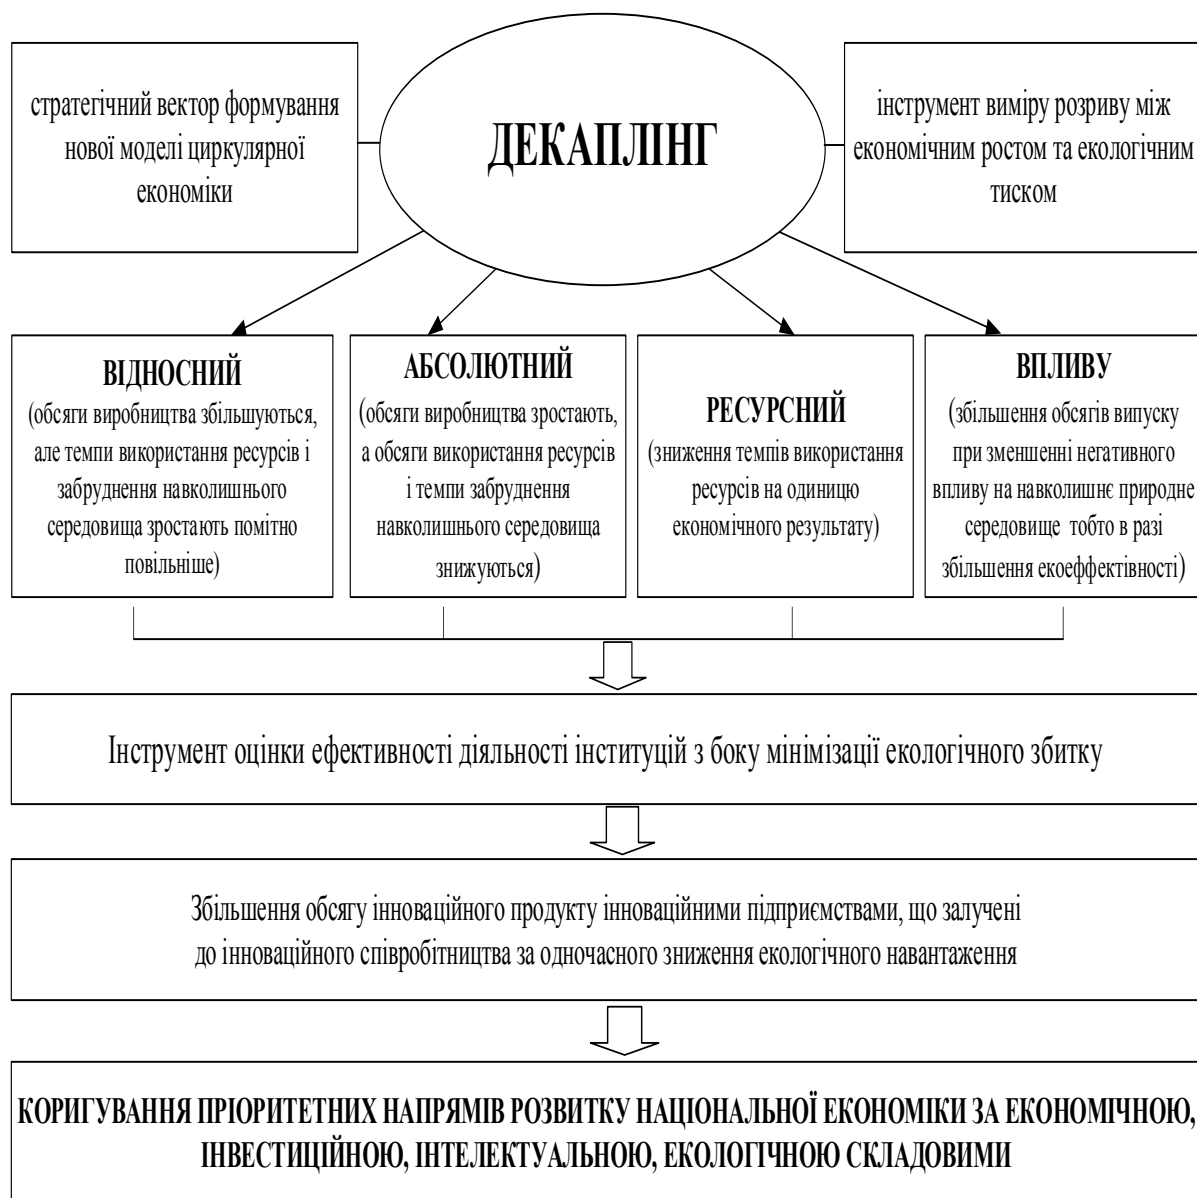 стратегічний вектор формування
нової моделі циркулярної
економіки
ДЕКАПЛІНГ
інструмент виміру розриву між
економічним ростом та екологічним
тиском
ВІДНОСНИЙ
(обсяги виробництва збільшуються,
але темпи використання ресурсів і
забруднення навколишнього
середовища зростають помітно
повільніше)
АБСОЛЮТНИЙ
(обсяги виробництва зростають,
а обсяги використання ресурсів
і темпи забруднення
навколишнього середовища
знижуються)
РЕСУРСНИЙ
(зниження темпів використання
ресурсів на одиницю
економічного результату)
ВПЛИВУ
(збільшення обсягів випуску
при зменшенні негативного
впливу на навколишнє природне
середовище тобто в разі
збільшення екоеффектівності)
Інструмент оцінки ефективності діяльності інституцій з боку мінімізації екологічного збитку
Збільшення обсягу інноваційного продукту інноваційними підприємствами, що залучені
до інноваційного співробітництва за одночасного зниження екологічного навантаження
КОРИГУВАННЯ ПРІОРИТЕТНИХ НАПРЯМІВ РОЗВИТКУ НАЦІОНАЛЬНОЇ ЕКОНОМІКИ ЗА ЕКОНОМІЧНОЮ,
ІНВЕСТИЦІЙНОЮ, ІНТЕЛЕКТУАЛЬНОЮ, ЕКОЛОГІЧНОЮ СКЛАДОВИМИ